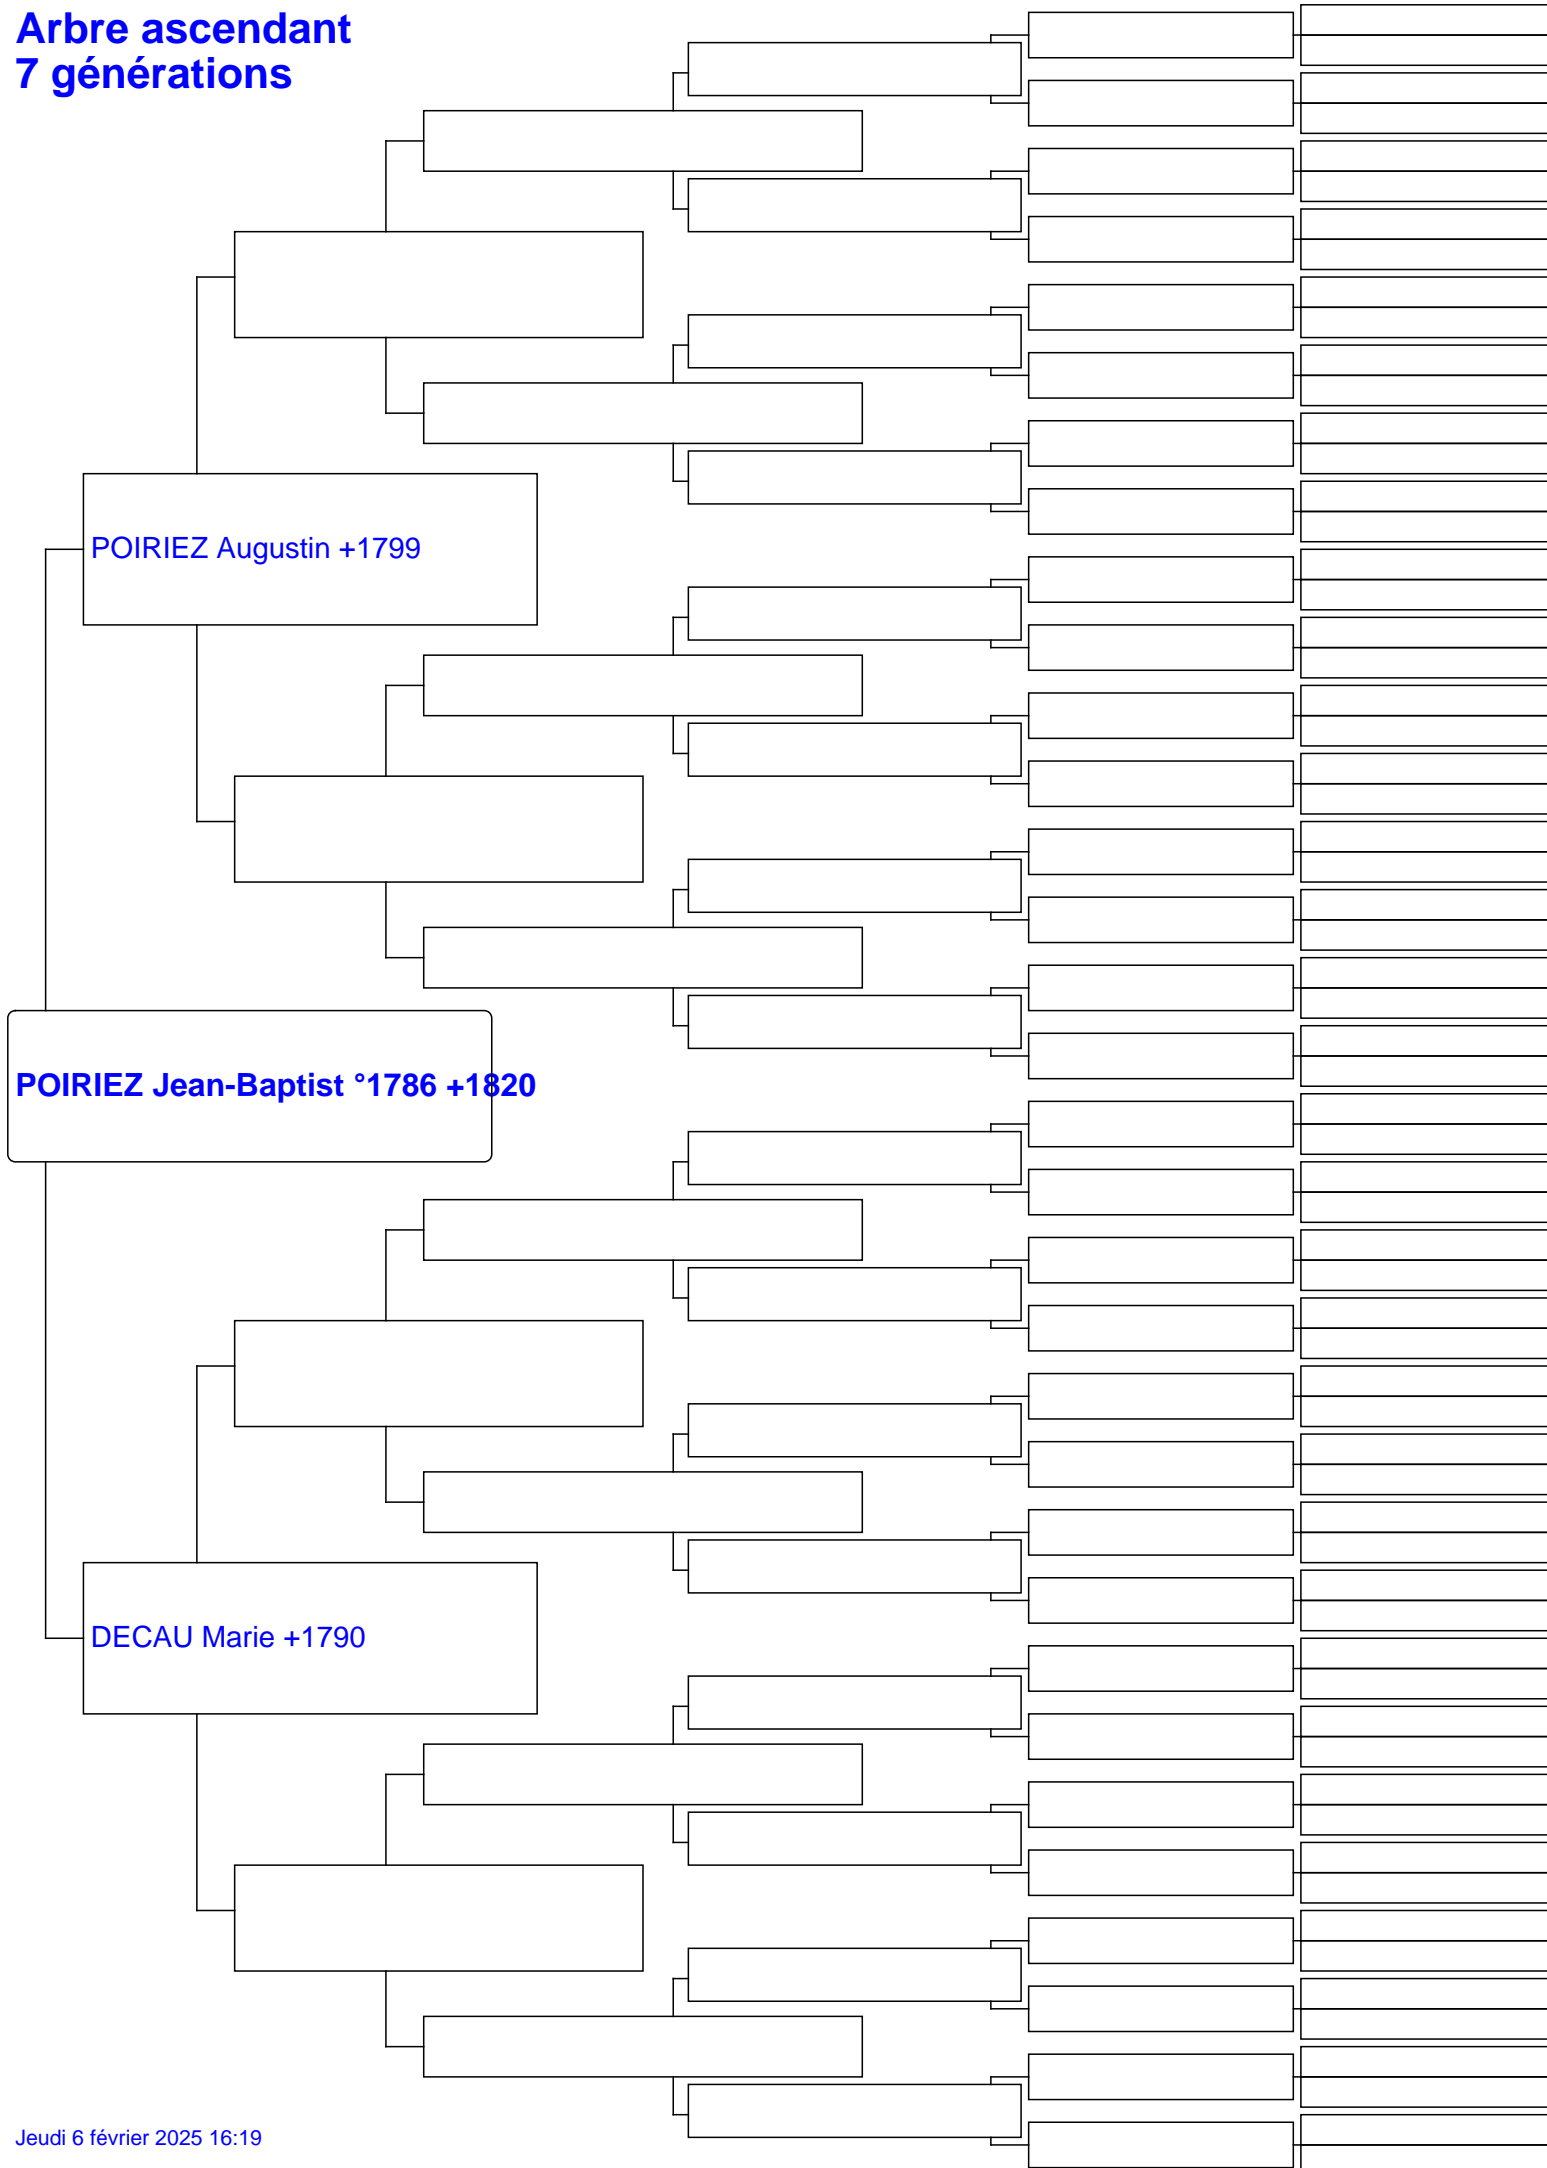 Arbre ascendant
7 générations
POIRIEZ Augustin +1799
POIRIEZ Jean-Baptist °1786 +1820
DECAU Marie +1790
Jeudi 6 février 2025 16:19